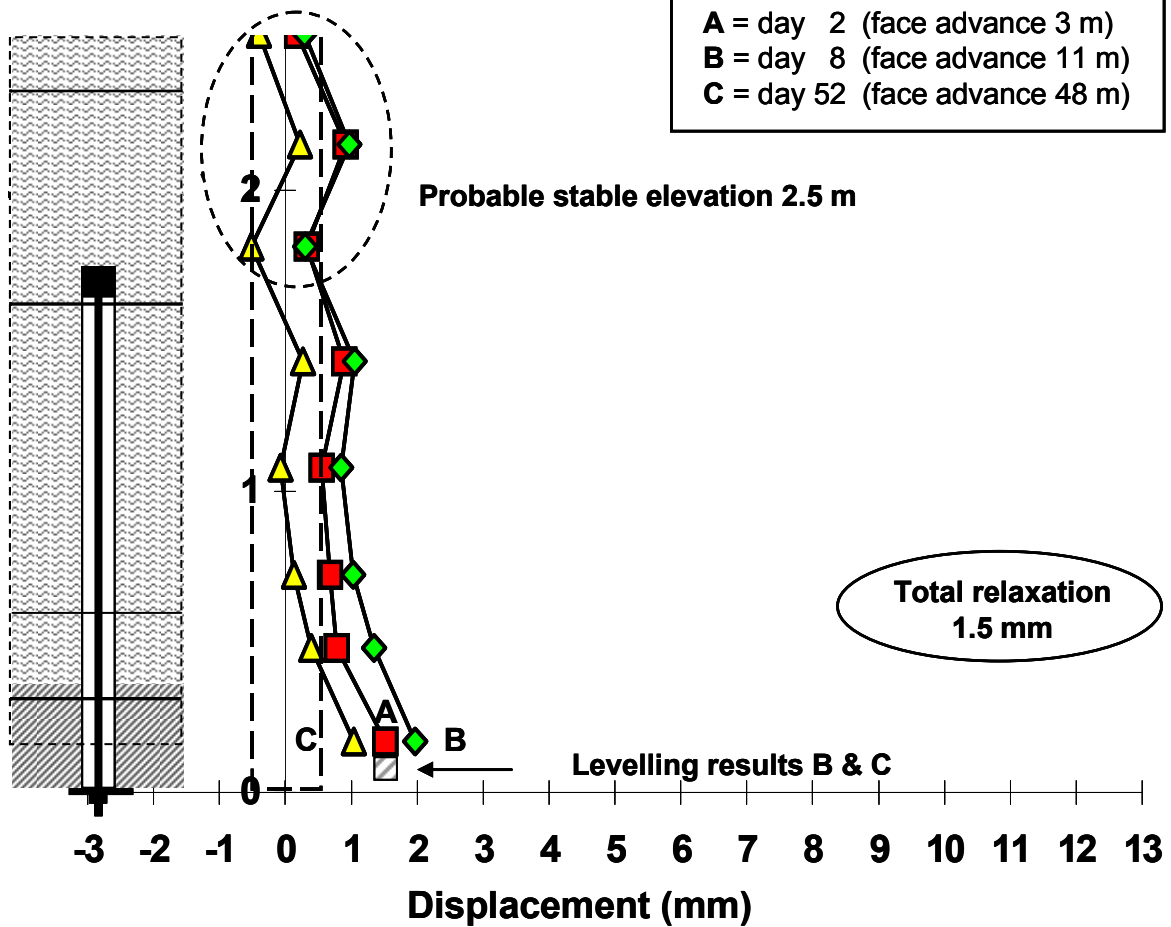 A = day 2 (face advance 3 m)
B = day 8 (face advance 11 m)
C = day 52 (face advance 48 m)
2
Probable stable elevation 2.5 m
1
Total relaxation
1.5 mm
A
C
B
Levelling results B & C
0
-3 -2 -1 0 1 2 3 4 5 6 7 8 9 10 11 12 13
Displacement (mm)